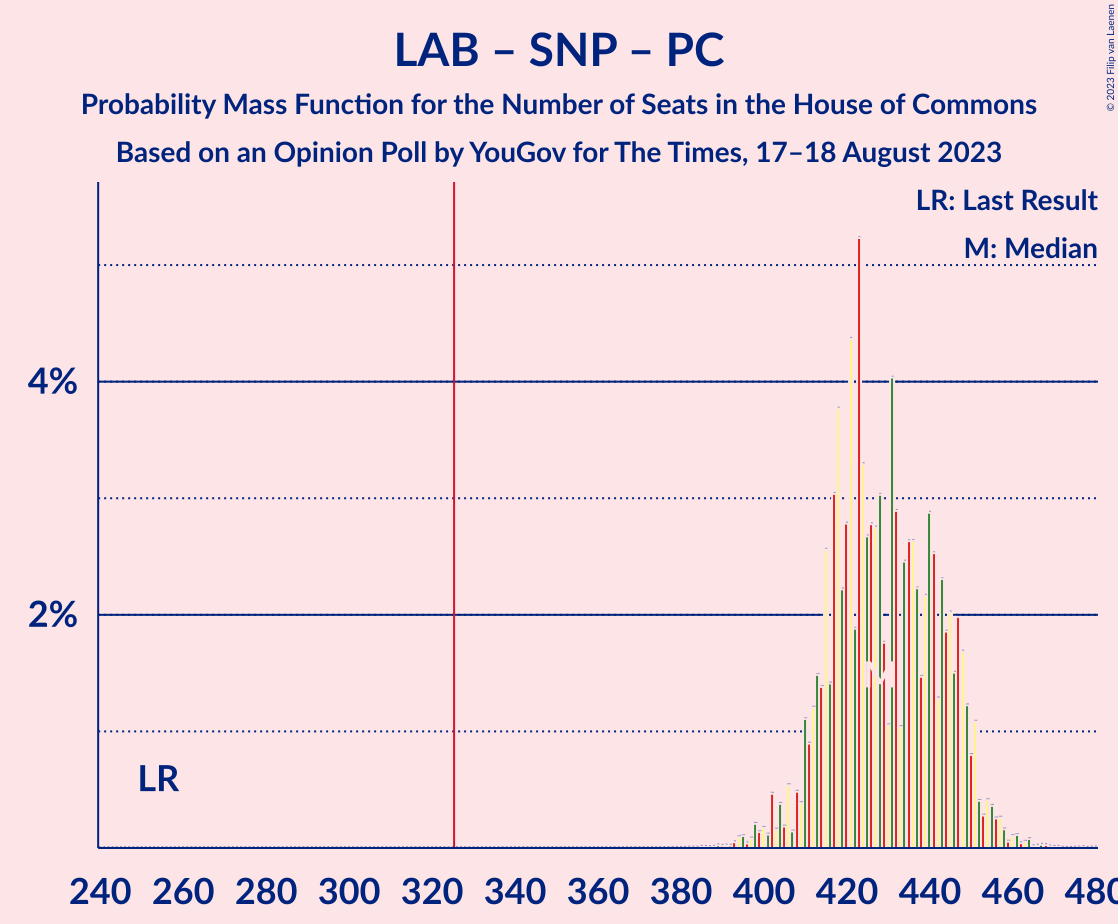 LAB – SNP – PC
Probability Mass Function for the Number of Seats in the House of Commons
Based on an Opinion Poll by YouGov for The Times, 17–18 August 2023
© 2023 Filip van Laenen
LR: Last Result
M: Median
4%
2%
LR
M
240 260 280 300 320 340 360 380 400 420 440 460 480